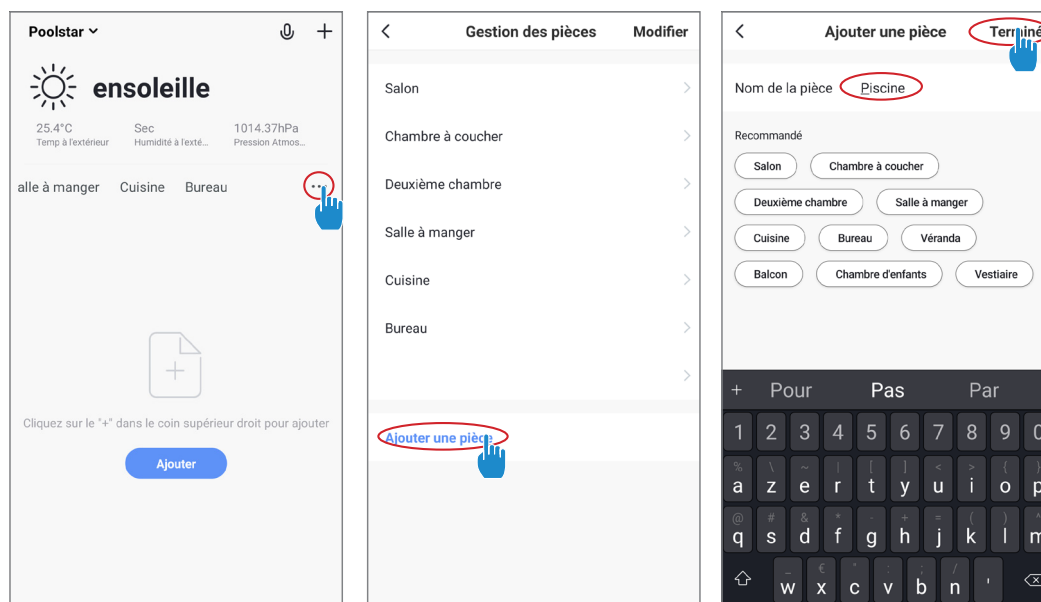 Poolstar
ensoleille
25.4°C Sec 1014.37hPa
Temp à l'extérieur Humidité à l'exté... Pression Atmos...
alle à manger Cuisine Bureau ...
Cliquez sur le "+" dans le coin supérieur droit pour ajouter
Ajouter
Gestion des pièces Modifier
Salon
Chambre à coucher
Deuxième chambre
Salle à manger
Cuisine
Bureau
Ajouter une pièce
Ajouter une pièce Terminé
Nom de la pièce Piscine
Recommandé
Salon Chambre à coucher
Deuxième chambre Salle à manger
Cuisine Bureau Véranda
Balcon Chambre d'enfants Vestiaire
+ Pour Pas Par
1 2 3 4 5 6 7 8 9 0
% \ ~ | [ ] < > { }
a z e r t y u i o p
@ # & * - + = ( ) ^
q s d f g h j k l m
_ € " : ; /
w x c v b n '